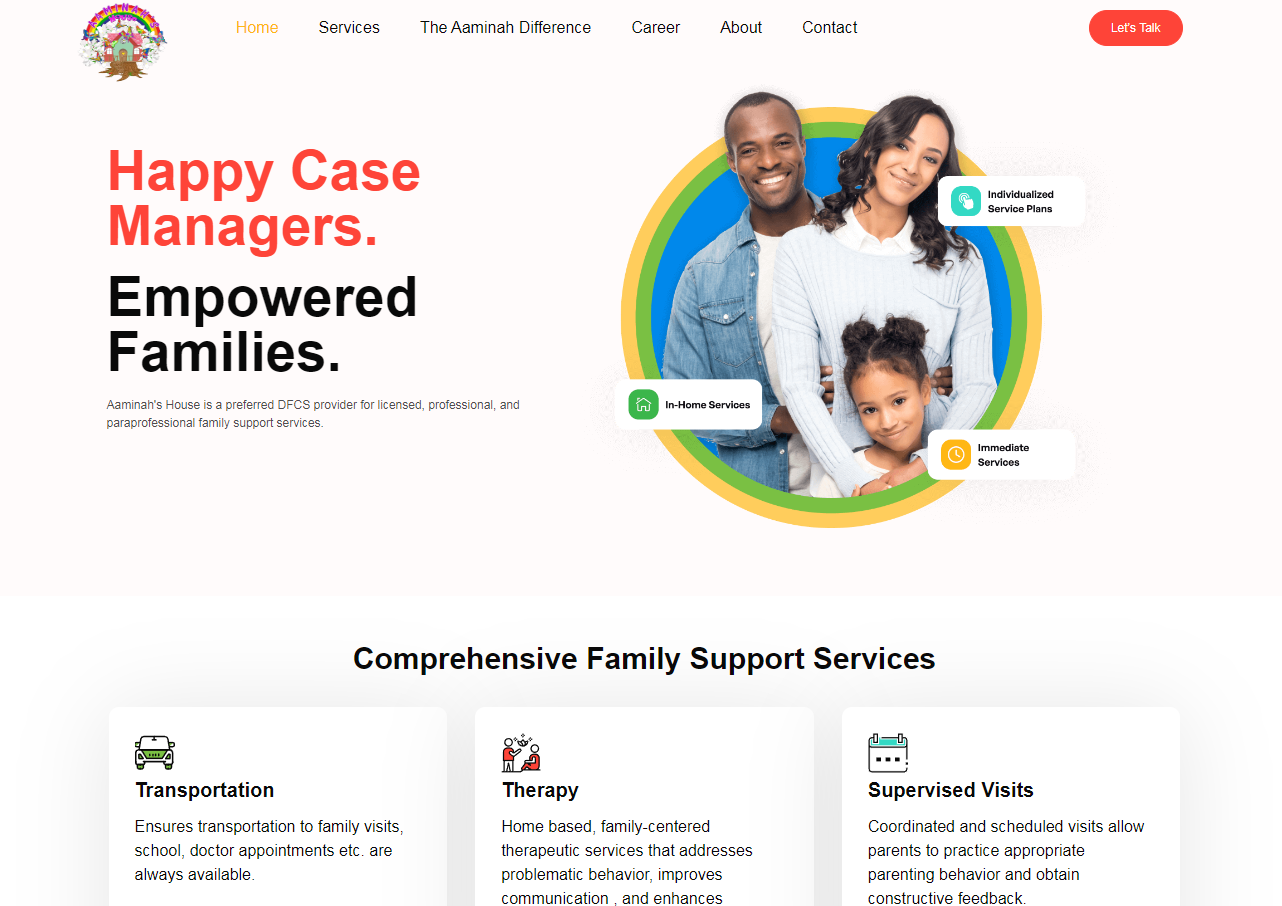 AAMINAH'S
Home
Services
The Aaminah Difference
Career
About
Contact
Let's Talk
Happy Case
Managers.
Empowered
Families.
Aaminah's House is a preferred DFCS provider for licensed, professional, and
paraprofessional family support services.
Individualized
Service Plans
In-Home Services
Immediate
Services
Comprehensive Family Support Services
Transportation
Ensures transportation to family visits,
school, doctor appointments etc. are
always available.
Therapy
Home based, family-centered
therapeutic services that addresses
problematic behavior, improves
communication , and enhances
Supervised Visits
Coordinated and scheduled visits allow
parents to practice appropriate
parenting behavior and obtain
constructive feedback.